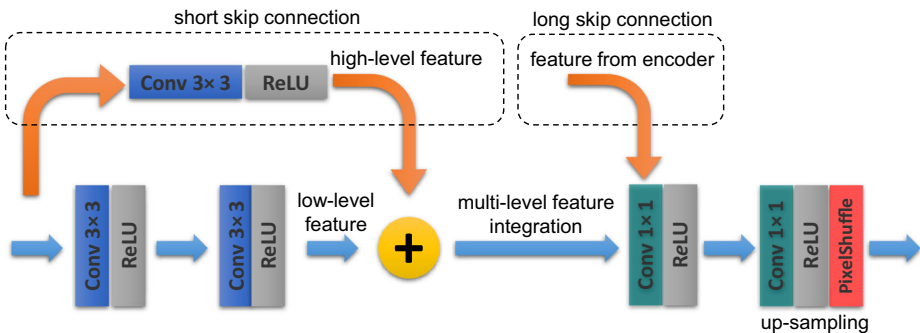 short skip connection
long skip connection
high-level feature
feature from encoder
Conv 3× 3
ReLU
Conv 3× 3
ReLU
Conv 3× 3
ReLU
low-level
feature
+
multi-level feature
integration
Conv 1× 1
ReLU
Conv 1× 1
ReLU
PixelShuffle
up-sampling